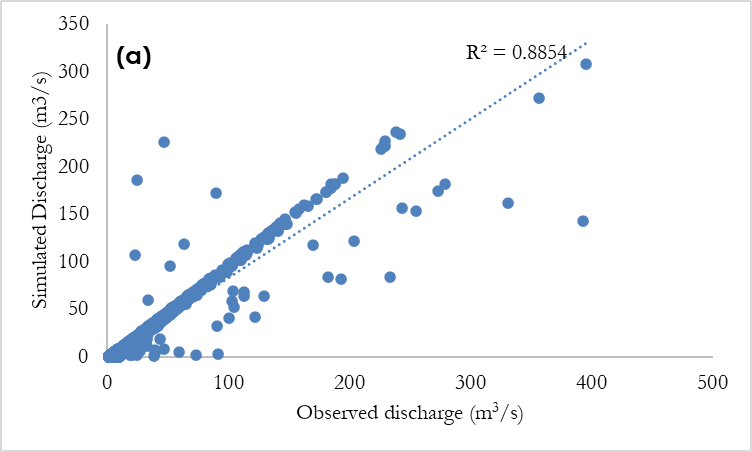 350
(a)
R² = 0.8854
300
250
200
150
100
50
0
Simulated Discharge (m3/s)
0 100 200 300 400 500
Observed discharge (m³/s)